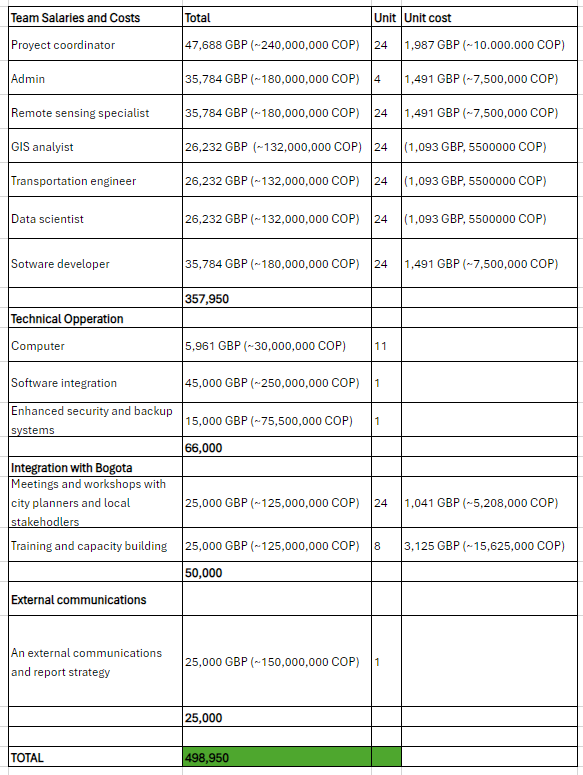 Team Salaries and Costs Total Unit Unit cost
Proyect coordinator 47,688 GBP (~240,000,000 COP) 24 1,987 GBP (~10.000.000 COP)
Admin 35,784 GBP (~180,000,000 COP) 4 1,491 GBP (~7,500,000 COP)
Remote sensing specialist 35,784 GBP (~180,000,000 COP) 24 1,491 GBP (~7,500,000 COP)
GIS analyist 26,232 GBP (~132,000,000 COP) 24 (1,093 GBP, 5500000 COP)
Transportation engineer 26,232 GBP (~132,000,000 COP) 24 (1,093 GBP, 5500000 COP)
Data scientist 26,232 GBP (~132,000,000 COP) 24 (1,093 GBP, 5500000 COP)
Sotware developer 35,784 GBP (~180,000,000 COP) 24 1,491 GBP (~7,500,000 COP)
357,950
Technical Opperation
Computer 5,961 GBP (~30,000,000 COP) 11
Software integration 45,000 GBP (~250,000,000 COP) 1
Enhanced security and backup
systems 15,000 GBP (~75,500,000 COP) 1
66,000
Integration with Bogota
Meetings and workshops with
city planners and local 25,000 GBP (~125,000,000 COP) 24 1,041 GBP (~5,208,000 COP)
stakehodlers
Training and capacity building 25,000 GBP (~125,000,000 COP) 8 3,125 GBP (~15,625,000 COP)
50,000
External communications
An external communications
and report strategy 25,000 GBP (~150,000,000 COP) 1
25,000
TOTAL 498,950